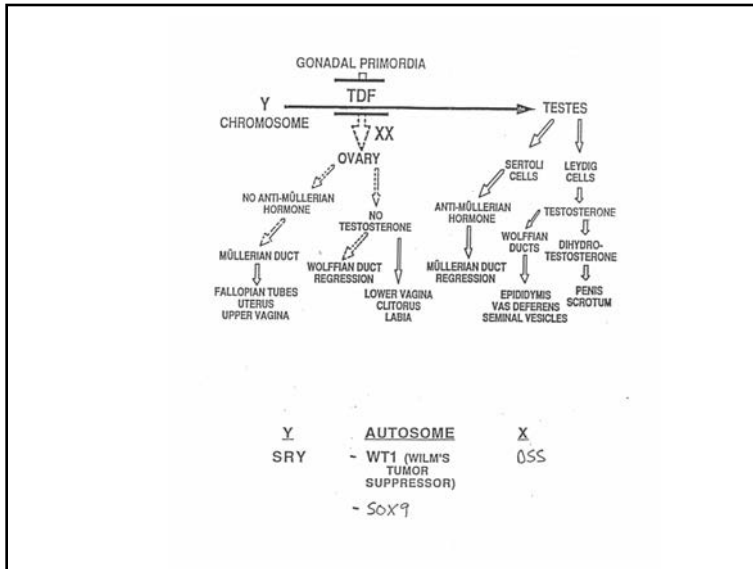 GONADAL PRIMORDIA
TDF
Y
CHROMOSOME
TESTES
XX
OVARY
SERTOLI
CELLS
LEYDIG
CELLS
NO ANTI-MÜLLERIAN
HORMONE
NO
TESTOSTERONE
ANTI-MÜLLERIAN
HORMONE
TESTOSTERONE
WOLFFIAN
DUCTS
DIHYDRO-
TESTOSTERONE
MÜLLERIAN DUCT
WOLFFIAN DUCT
REGRESSION
MÜLLERIAN DUCT
REGRESSION
FALLOPIAN TUBES
UTERUS
UPPER VAGINA
LOWER VAGINA
CLITORUS
LABIA
EPIDIDYMIS
VAS DEFERENS
SEMINAL VESICLES
PENIS
SCROTUM
Y AUTOSOME X
SRY - WT1 (WILM'S DSS
TUMOR
SUPPRESSOR)
- SOX9